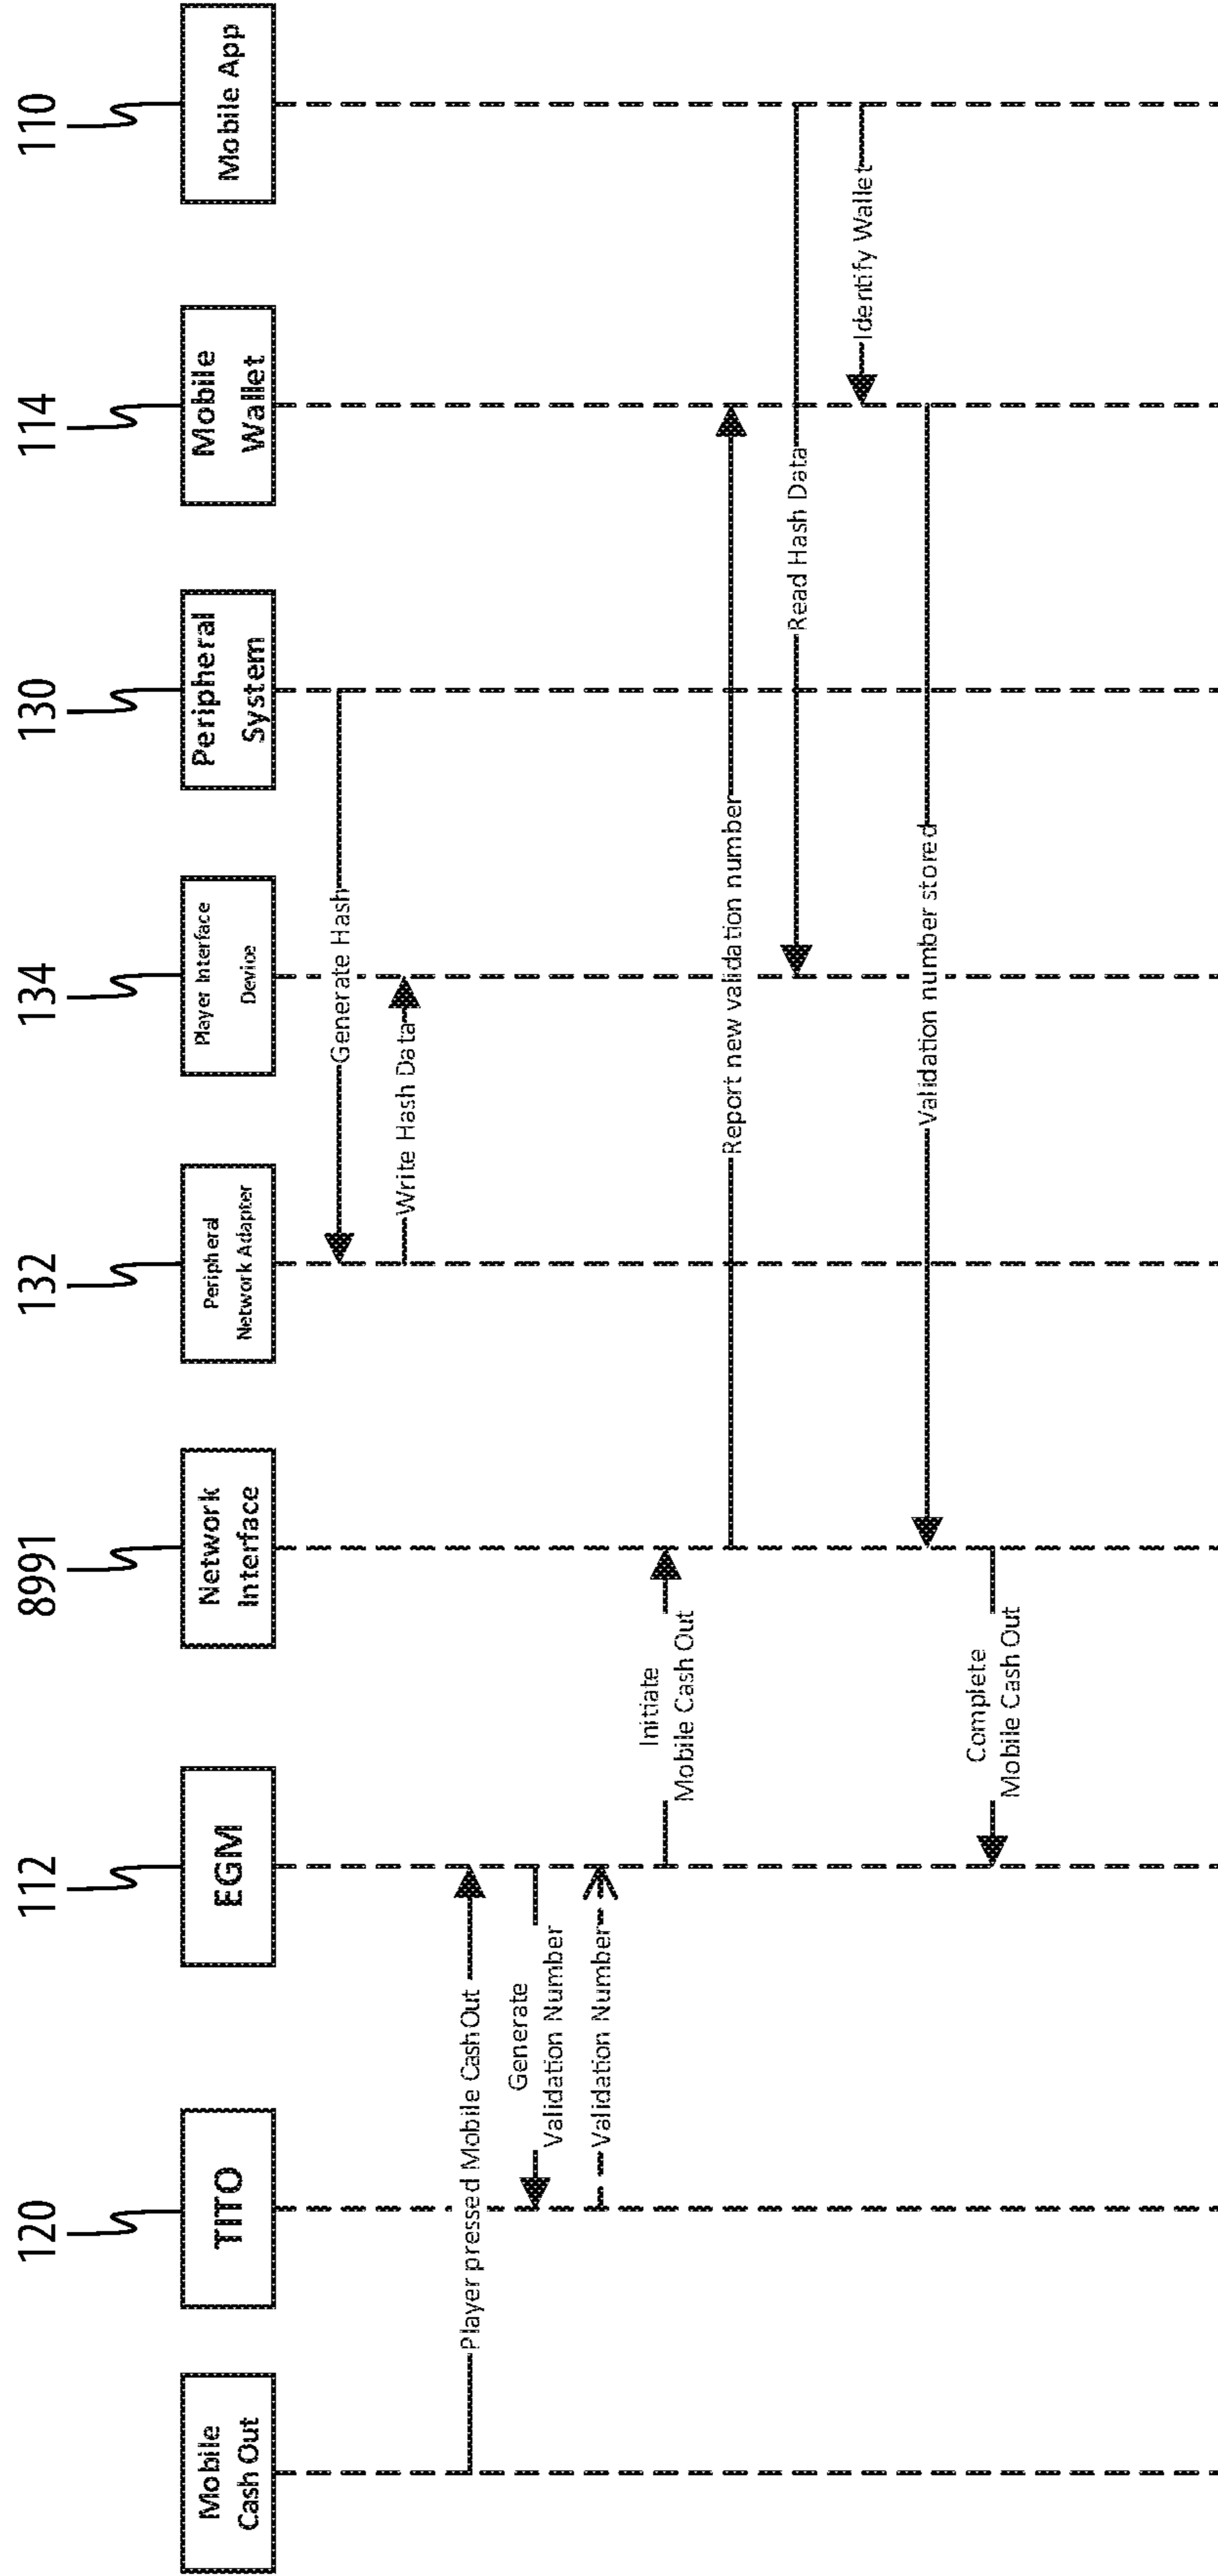 120
112
8991
132
134
130
114
110
Mobile
Cash Out
TITO
EGM
Network
Interface
Peripheral
Network Adapter
Player Interface
Device
Peripheral
System
Mobile
Wallet
Mobile App
Generate Hash
Write Hash Data
Player pressed Mobile Cash Out
Generate
Validation Number
Validation Number
Initiate
Mobile Cash Out
Report new validation number
Read Hash Data
Identify Wallet
Validation number stored
Complete
Mobile Cash Out